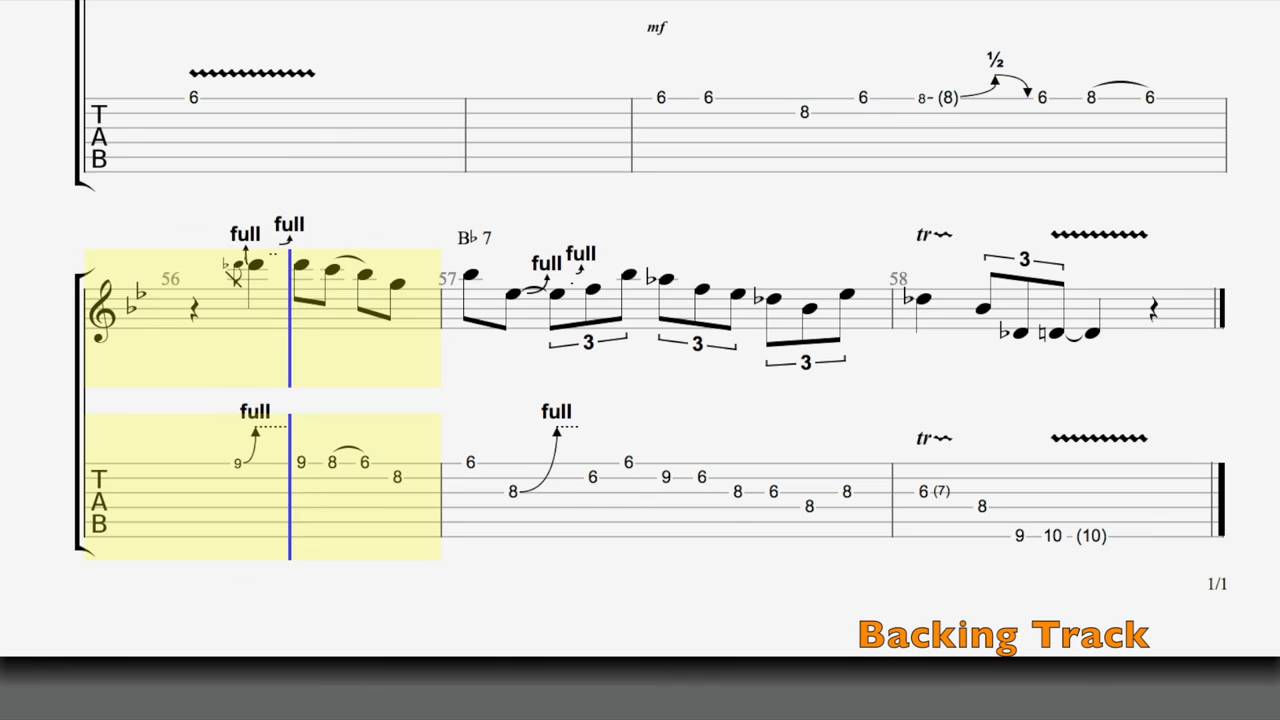 mf
½
6 6 6 8 6 8 (8) 6 8 6
T
A
B
full full B♭ 7 full full tr 3
56 57 58
3 3 3
full full tr
9 9 8 6 8 6 8 6 6 9 6 8 6 8 8 6 (7) 8 9 10 (10)
T
A
B
1/1
Backing Track